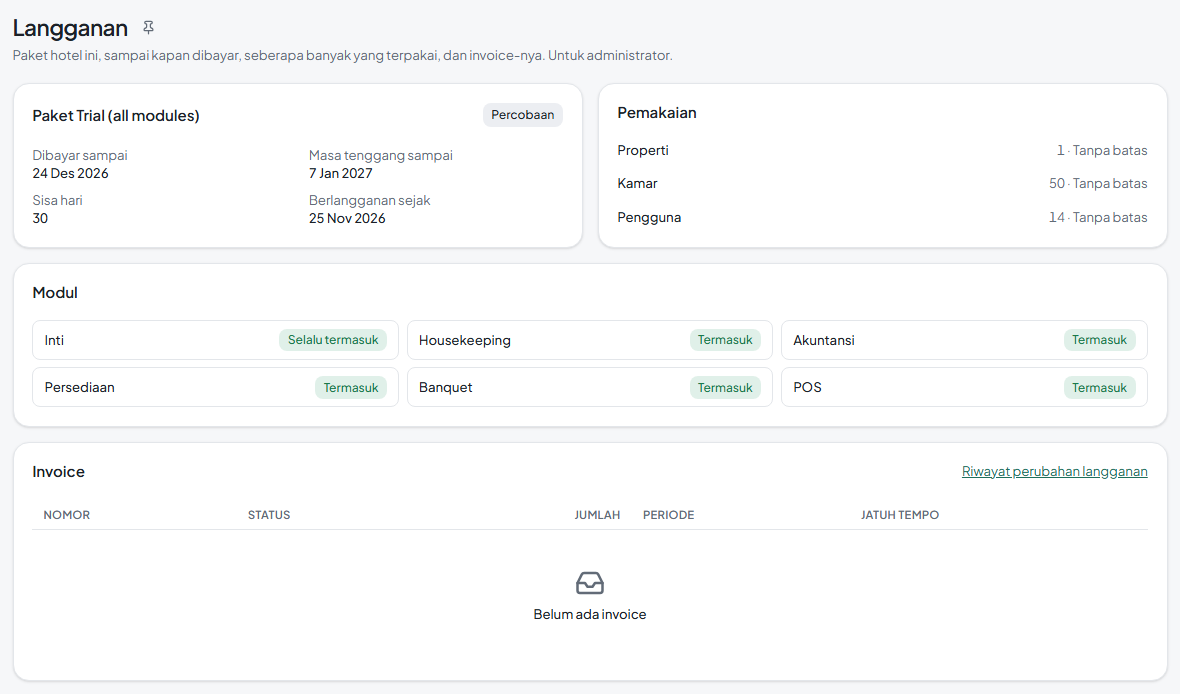 Langganan
Paket hotel ini, sampai kapan dibayar, seberapa banyak yang terpakai, dan invoice-nya. Untuk administrator.
Paket Trial (all modules)
Percobaan
Dibayar sampai
24 Des 2026
Masa tenggang sampai
7 Jan 2027
Sisa hari
30
Berlangganan sejak
25 Nov 2026
Pemakaian
Properti 1 · Tanpa batas
Kamar 50 · Tanpa batas
Pengguna 14 · Tanpa batas
Modul
Inti Selalu termasuk
Housekeeping Termasuk
Akuntansi Termasuk
Persediaan Termasuk
Banquet Termasuk
POS Termasuk
Invoice
Riwayat perubahan langganan
NOMOR STATUS JUMLAH PERIODE JATUH TEMPO
Belum ada invoice